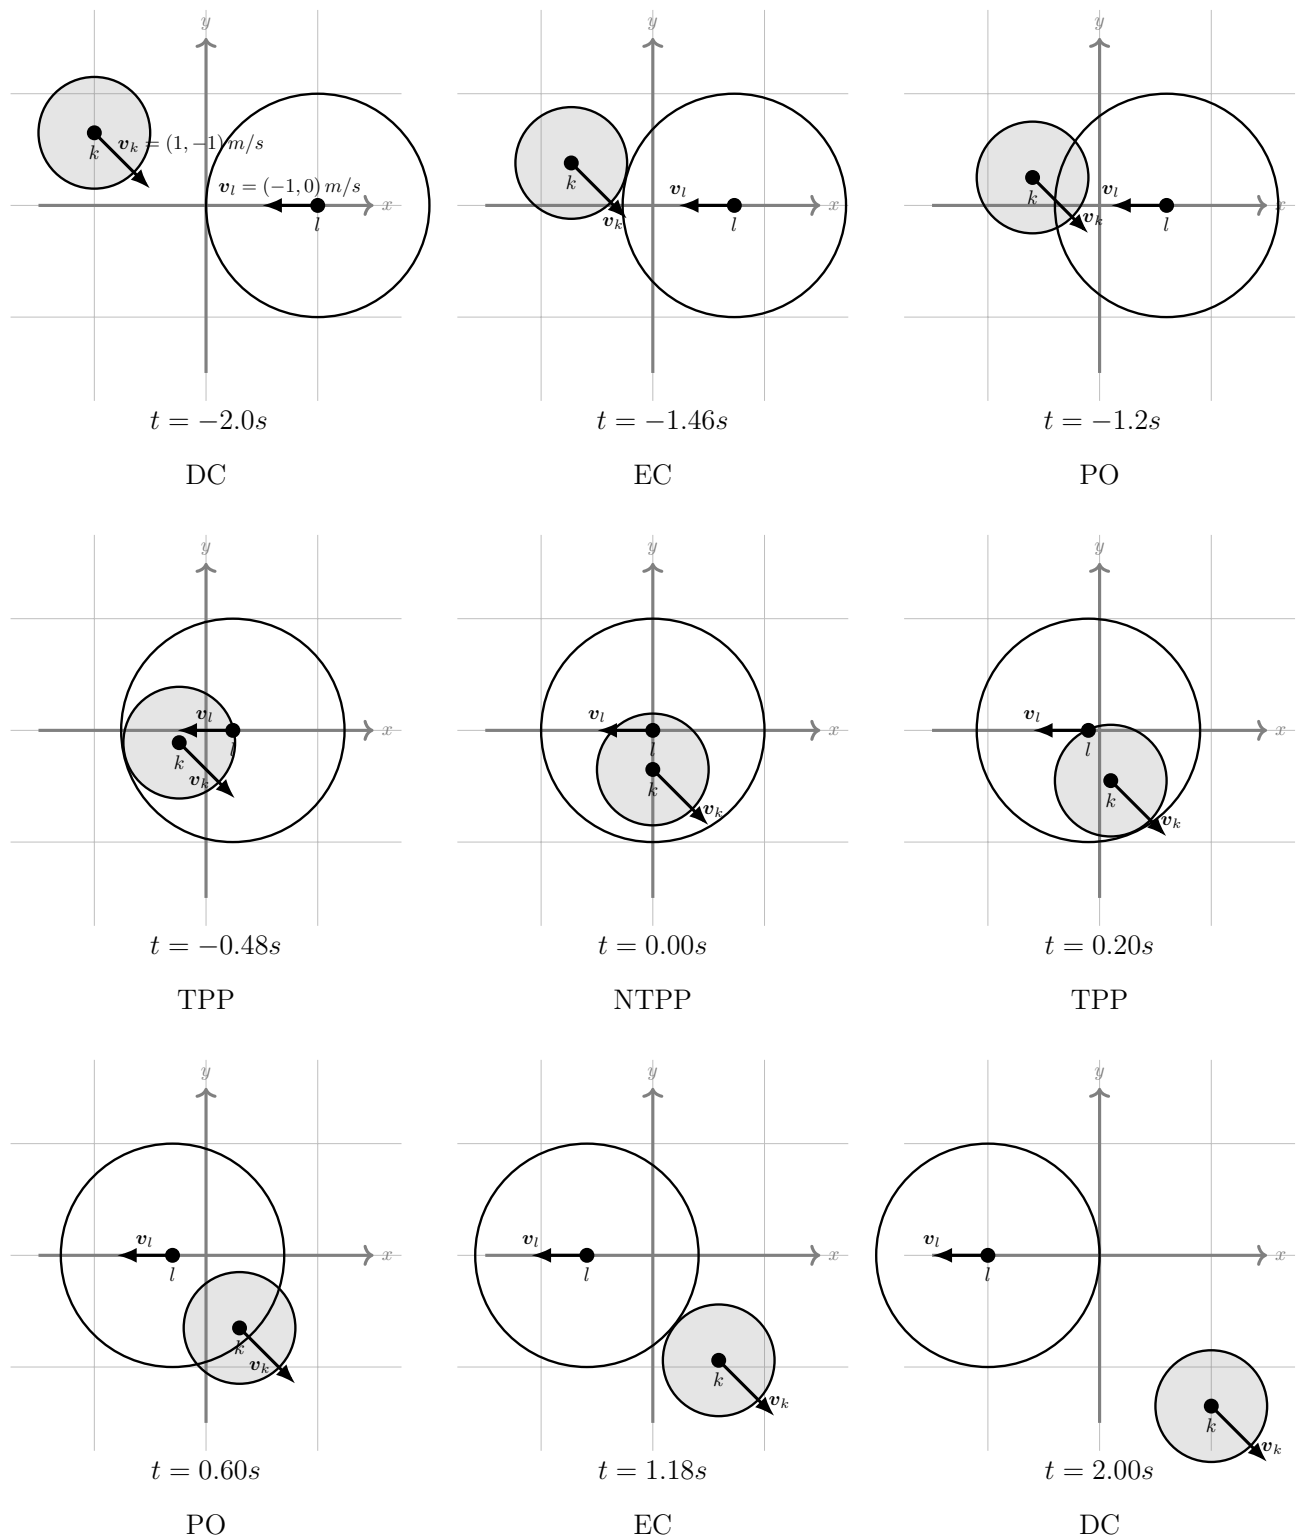 y
v_k = (1, −1) m/s
k
v_l = (−1, 0) m/s
x
l
t = −2.0s
DC
y
k
v_l
x
v_k
l
t = −1.46s
EC
y
v_l
x
k
v_k
l
t = −1.2s
PO
y
v_l
x
l
k
v_k
t = −0.48s
TPP
y
v_l
x
l
k
v_k
t = 0.00s
NTPP
y
v_l
x
l
k
v_k
t = 0.20s
TPP
y
v_l
x
l
k
v_k
t = 0.60s
PO
y
v_l
x
l
k
v_k
t = 1.18s
EC
y
v_l
x
l
k
v_k
t = 2.00s
DC